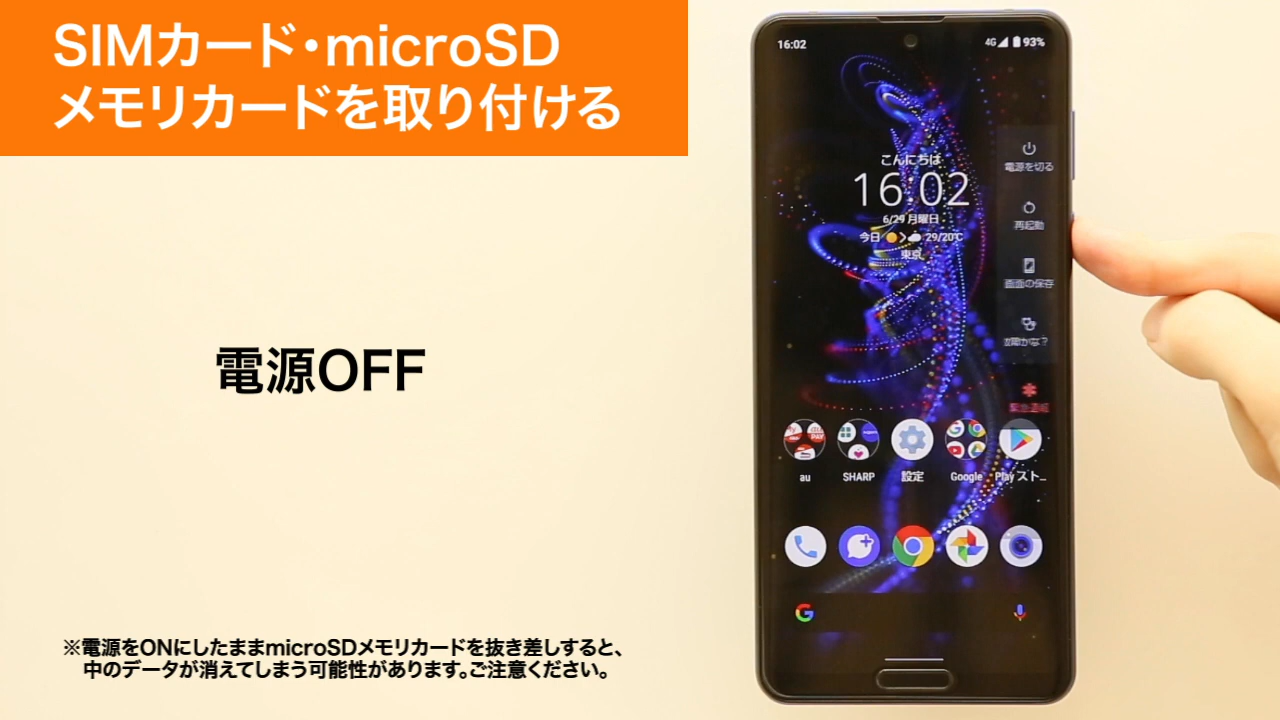 SIMカード・microSD
メモリカードを取り付ける
電源OFF
※電源をONにしたままmicroSDメモリカードを抜き差しすると、
中のデータが消えてしまう可能性があります。ご注意ください。
16:02
4G 93%
こんにちは
16:02
6/29 月曜日
今日 29/20°C
東京
電源を切る
再起動
画面の保存
故障かな？
緊急通報
au
SHARP
設定
Google
Play スト...